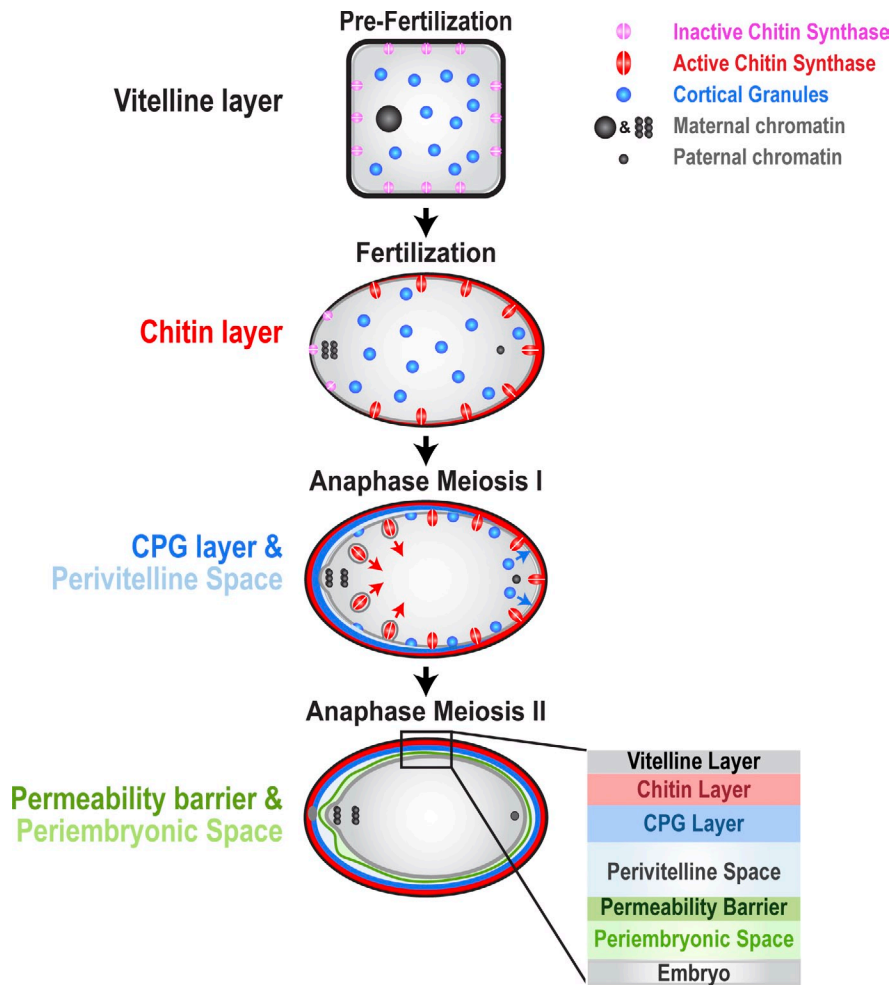 Pre-Fertilization
Vitelline layer
Inactive Chitin Synthase
Active Chitin Synthase
Cortical Granules
& Maternal chromatin
Paternal chromatin
Fertilization
Chitin layer
Anaphase Meiosis I
CPG layer &
Perivitelline Space
Anaphase Meiosis II
Permeability barrier &
Periembryonic Space
Vitelline Layer
Chitin Layer
CPG Layer
Perivitelline Space
Permeability Barrier
Periembryonic Space
Embryo